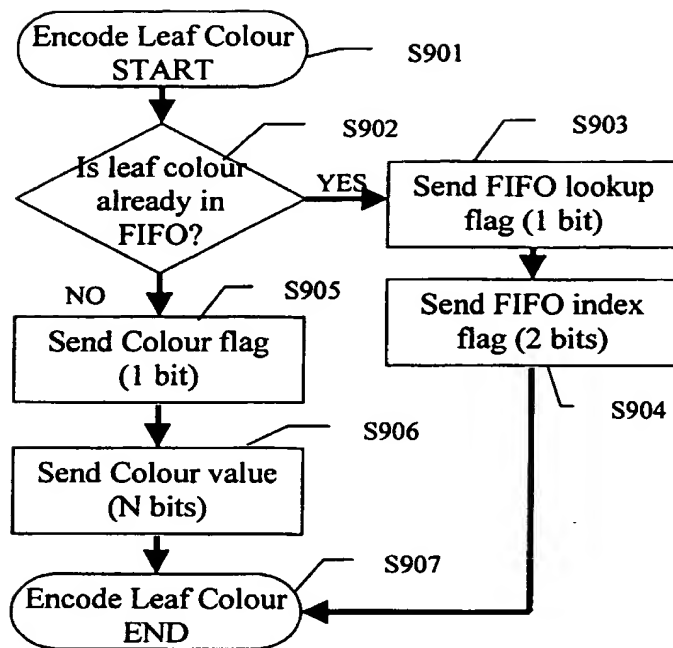 Encode Leaf Colour
START
S901
S902
Is leaf colour
already in
FIFO?
YES
S903
Send FIFO lookup
flag (1 bit)
NO
S905
Send Colour flag
(1 bit)
Send FIFO index
flag (2 bits)
S904
S906
Send Colour value
(N bits)
S907
Encode Leaf Colour
END